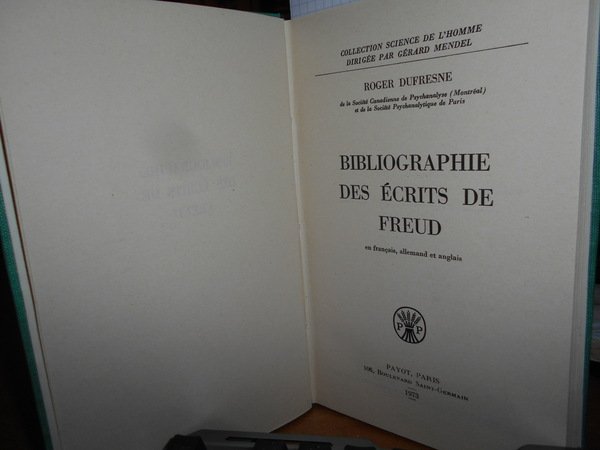 COLLECTION SCIENCE DE L'HOMME
DIRIGÉE PAR GÉRARD MENDEL
ROGER DUFRESNE
de la Société Canadienne de Psychanalyse (Montréal)
et de la Société Psychanalytique de Paris
BIBLIOGRAPHIE
DES ÉCRITS DE
FREUD
en français, allemand et anglais
P P
PAYOT, PARIS
106, BOULEVARD SAINT-GERMAIN
1973